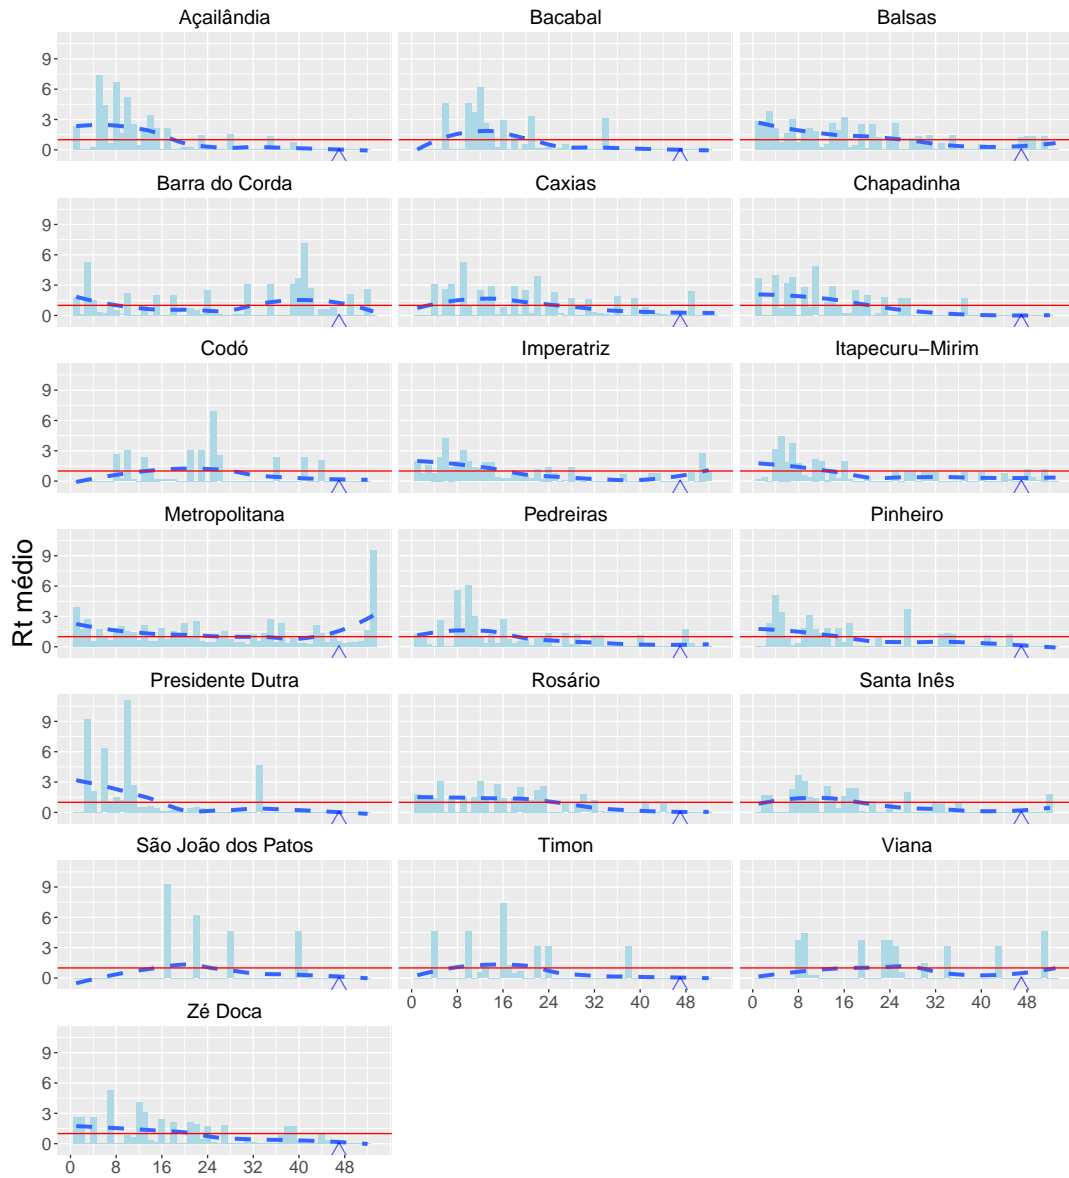 Açailândia Bacabal Balsas
9
6
3
0
Barra do Corda Caxias Chapadinha
9
6
3
0
Codó Imperatriz Itapecuru−Mirim
9
6
3
0
Metropolitana Pedreiras Pinheiro
9
6
3
0
Rt médio
Presidente Dutra Rosário Santa Inês
9
6
3
0
São João dos Patos Timon Viana
9
6
3
0
0 8 16 24 32 40 48 0 8 16 24 32 40 48
Zé Doca
9
6
3
0
0 8 16 24 32 40 48